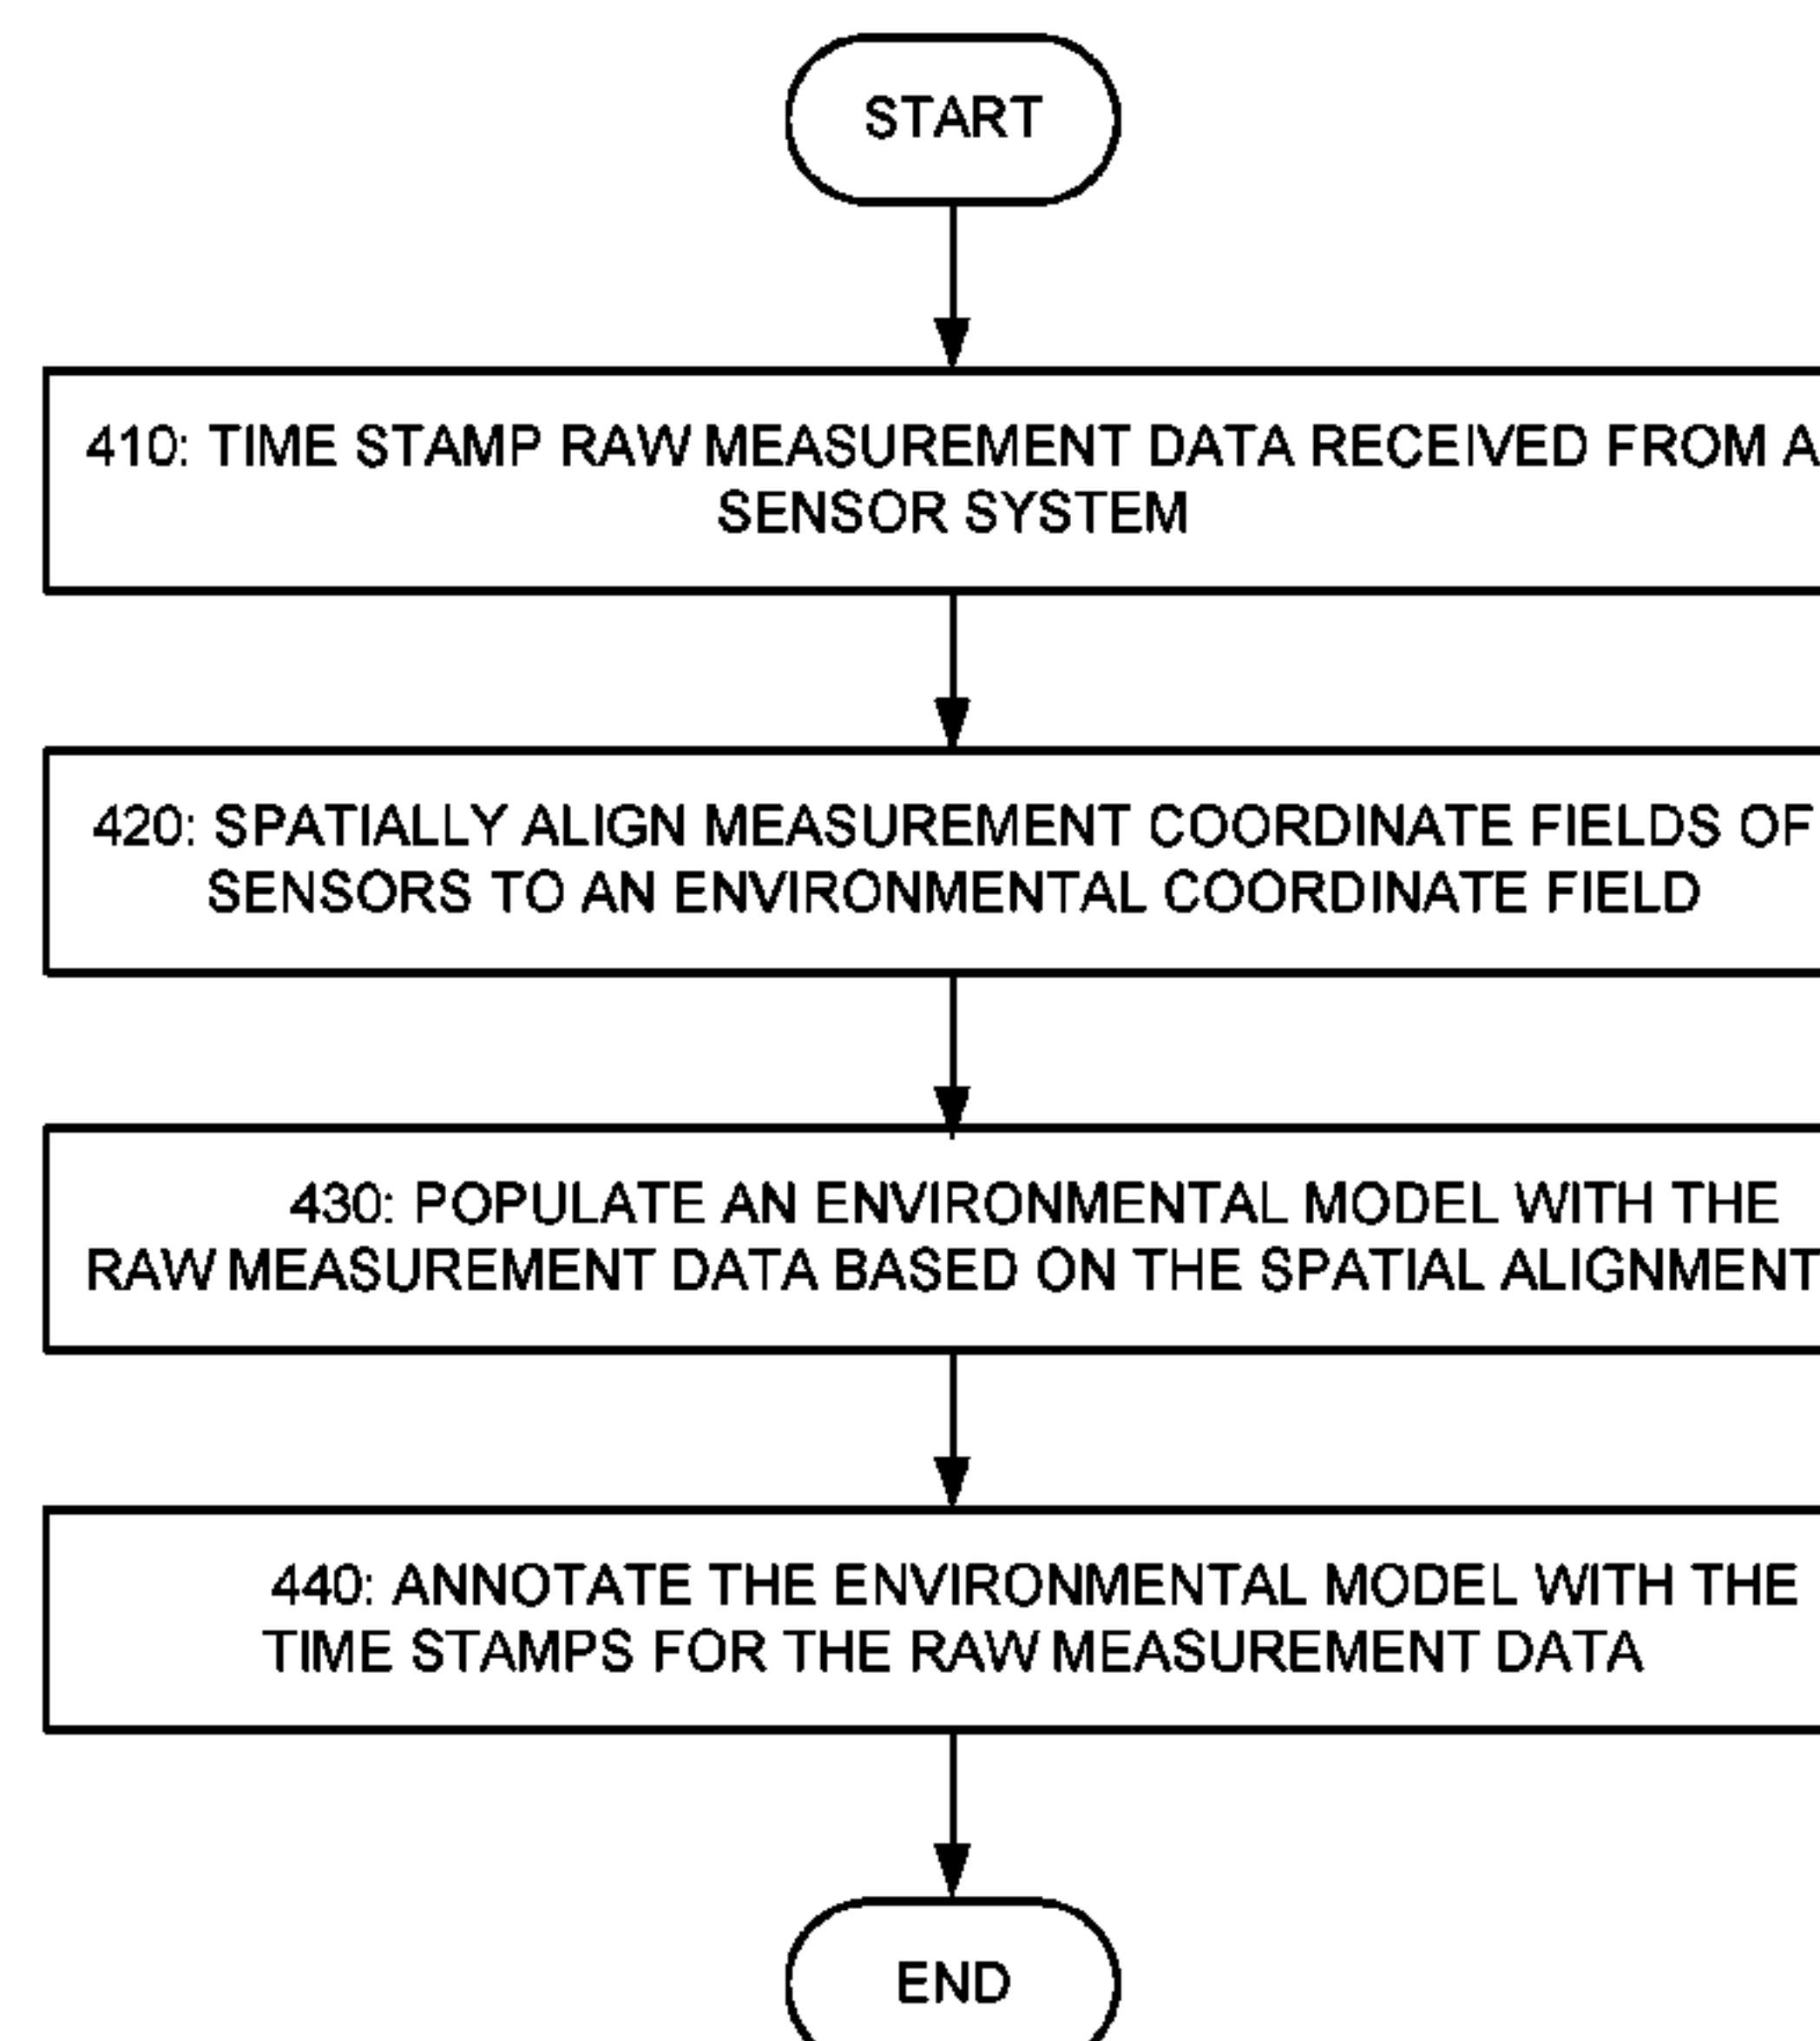 START
410: TIME STAMP RAW MEASUREMENT DATA RECEIVED FROM A
SENSOR SYSTEM
420: SPATIALLY ALIGN MEASUREMENT COORDINATE FIELDS OF
SENSORS TO AN ENVIRONMENTAL COORDINATE FIELD
430: POPULATE AN ENVIRONMENTAL MODEL WITH THE
RAW MEASUREMENT DATA BASED ON THE SPATIAL ALIGNMENT
440: ANNOTATE THE ENVIRONMENTAL MODEL WITH THE
TIME STAMPS FOR THE RAW MEASUREMENT DATA
END